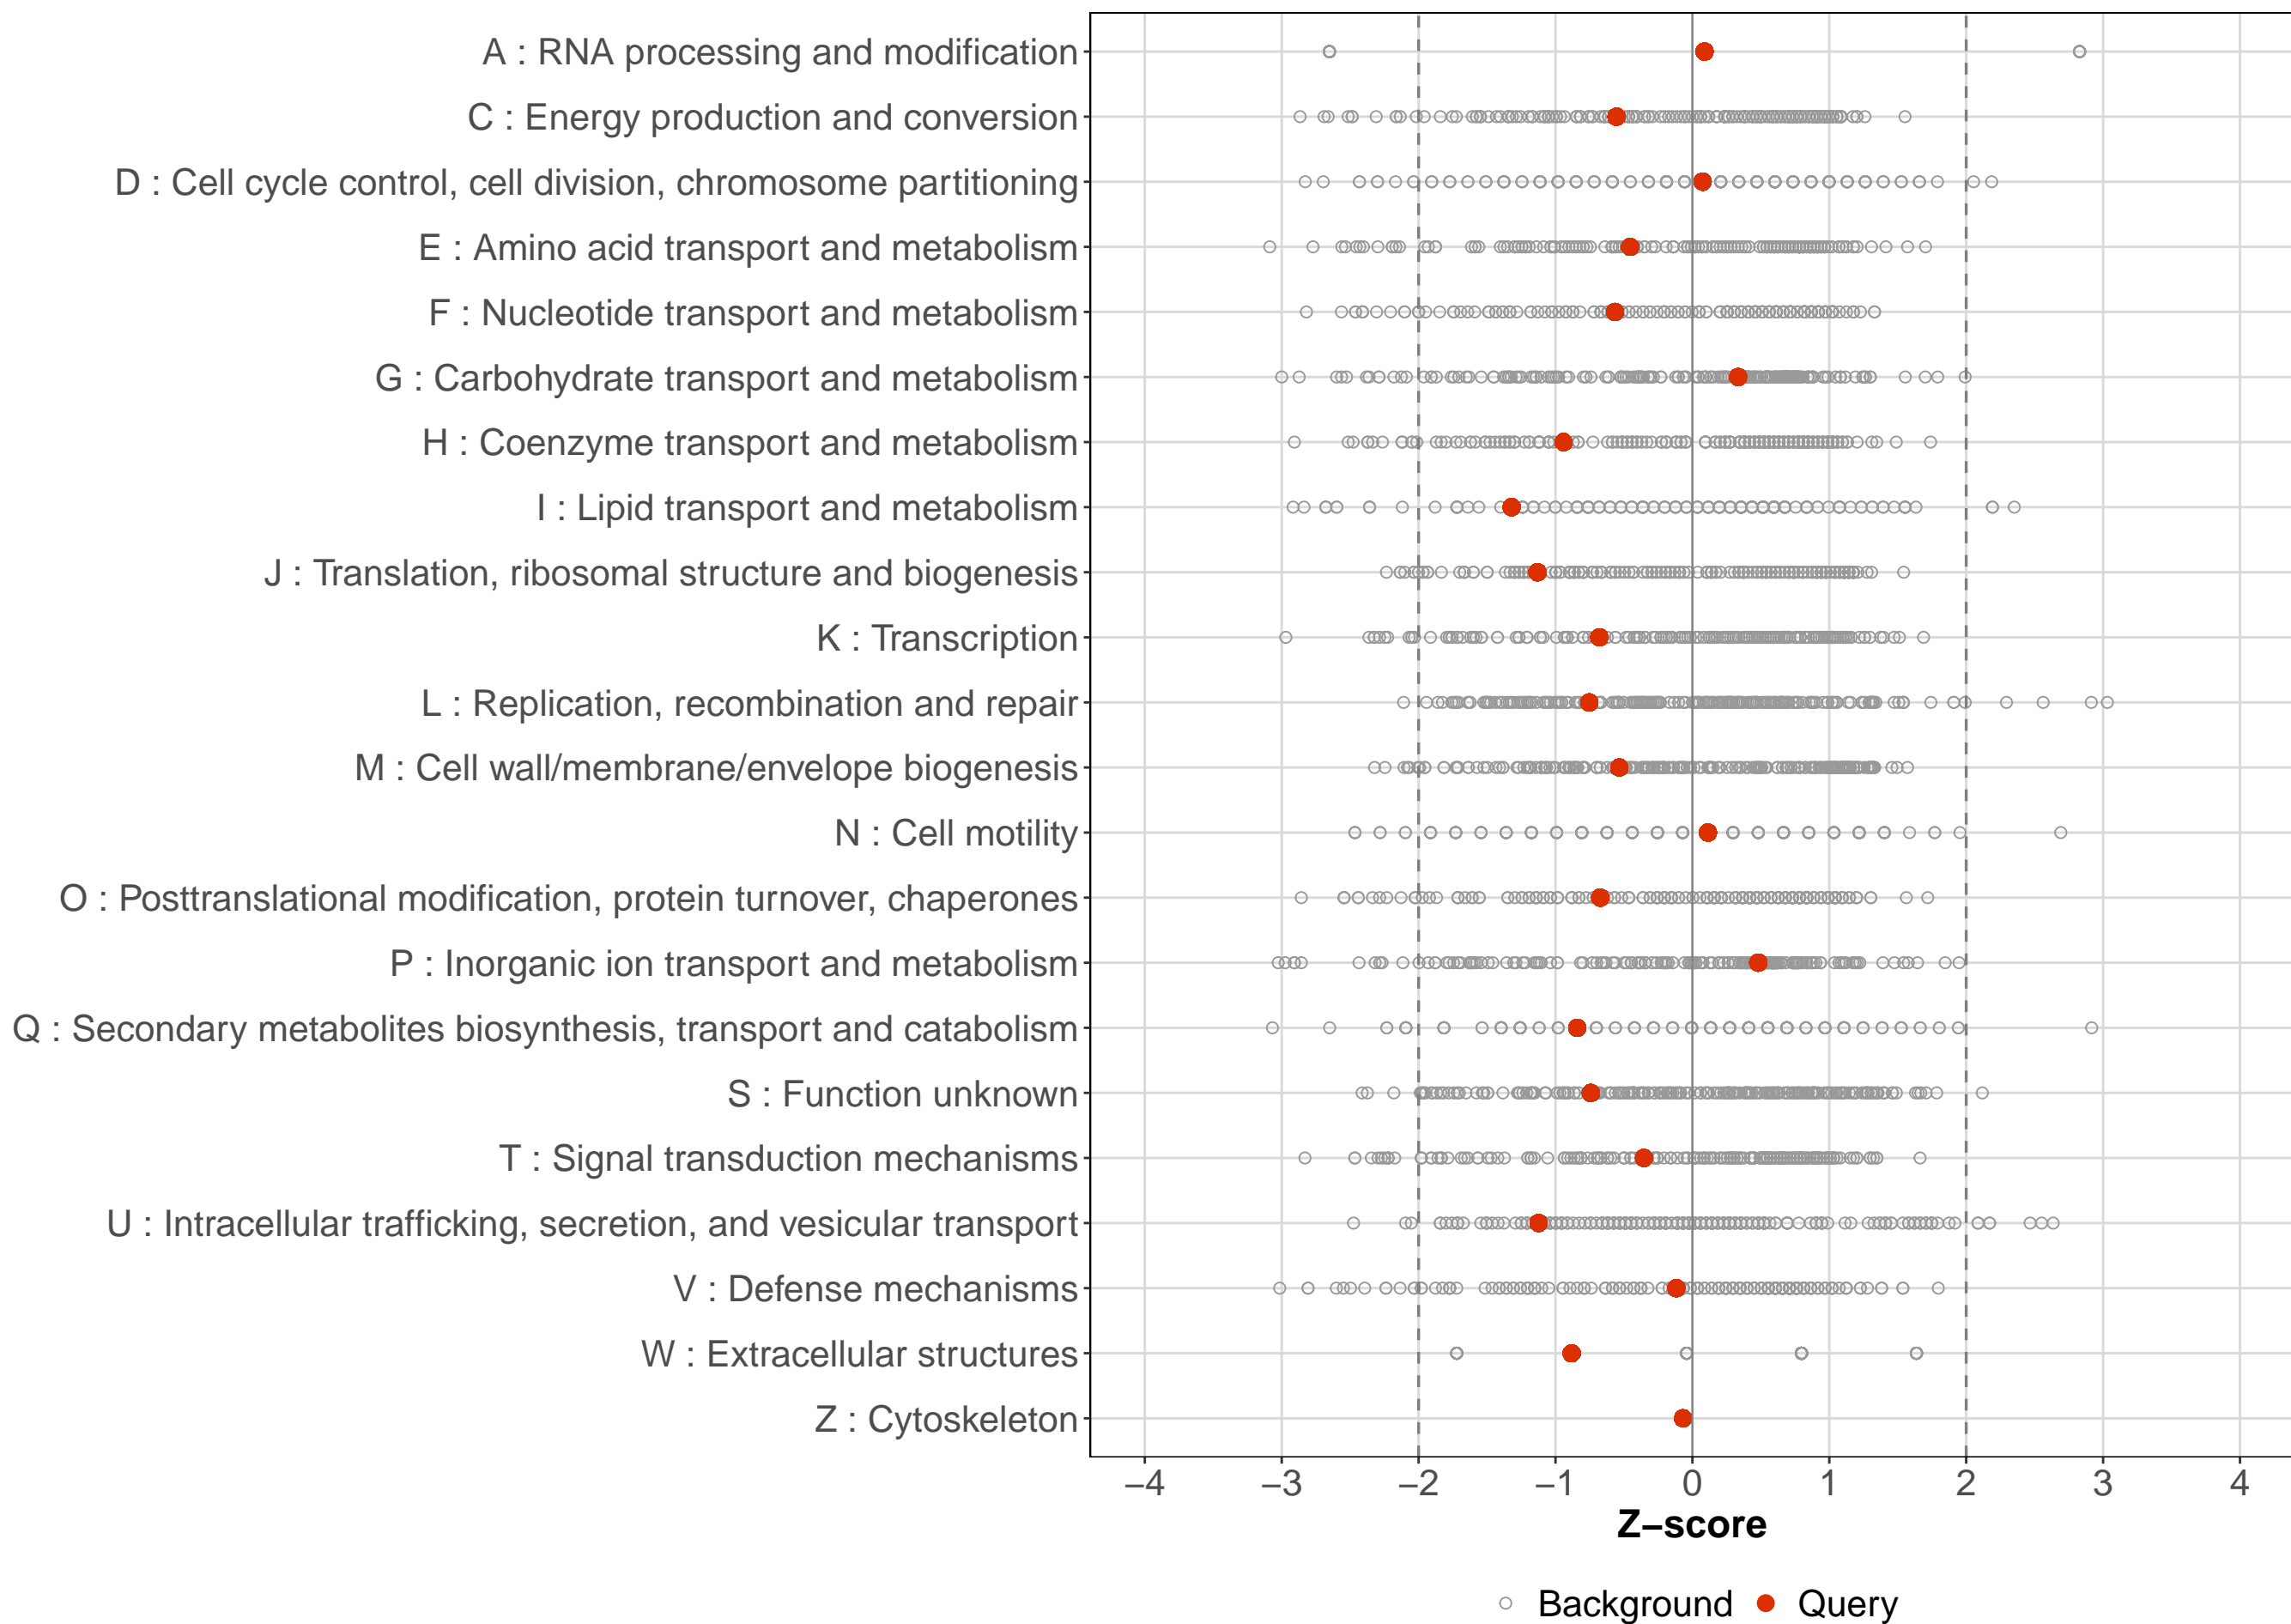 A : RNA processing and modification
C : Energy production and conversion
D : Cell cycle control, cell division, chromosome partitioning
E : Amino acid transport and metabolism
F : Nucleotide transport and metabolism
G : Carbohydrate transport and metabolism
H : Coenzyme transport and metabolism
I : Lipid transport and metabolism
J : Translation, ribosomal structure and biogenesis
K : Transcription
L : Replication, recombination and repair
M : Cell wall/membrane/envelope biogenesis
N : Cell motility
O : Posttranslational modification, protein turnover, chaperones
P : Inorganic ion transport and metabolism
Q : Secondary metabolites biosynthesis, transport and catabolism
S : Function unknown
T : Signal transduction mechanisms
U : Intracellular trafficking, secretion, and vesicular transport
V : Defense mechanisms
W : Extracellular structures
Z : Cytoskeleton
−4 −3 −2 −1 0 1 2 3 4
Z−score
Background Query